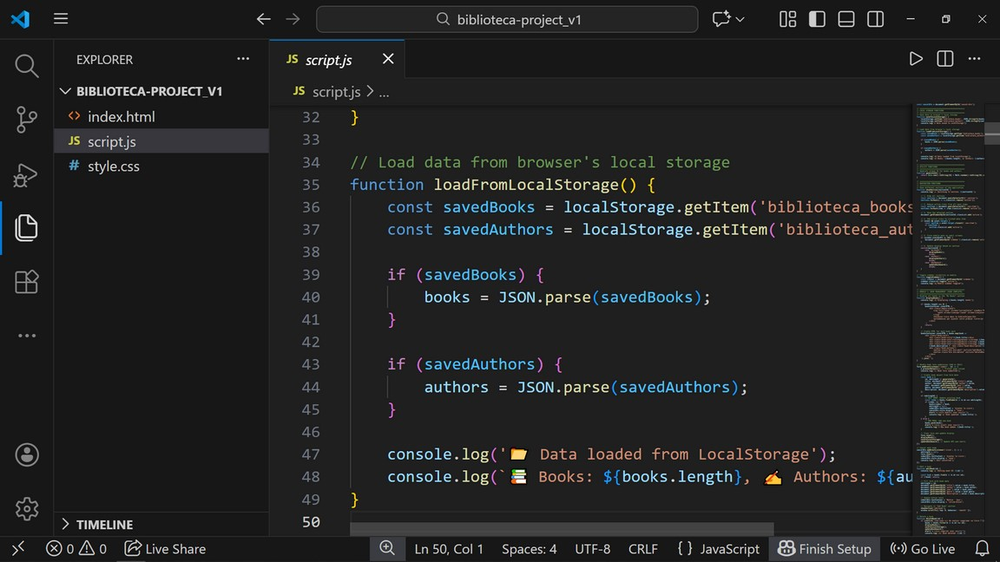 biblioteca-project_v1
EXPLORER
BIBLIOTECA-PROJECT_V1
index.html
JS script.js
# style.css
TIMELINE
JS script.js
JS script.js > ...
32 }
33
34 // Load data from browser's local storage
35 function loadFromLocalStorage() {
36 const savedBooks = localStorage.getItem('biblioteca_books
37 const savedAuthors = localStorage.getItem('biblioteca_aut
38
39 if (savedBooks) {
40 books = JSON.parse(savedBooks);
41 }
42
43 if (savedAuthors) {
44 authors = JSON.parse(savedAuthors);
45 }
46
47 console.log('📂 Data loaded from LocalStorage');
48 console.log(`📚 Books: ${books.length}, ✍️ Authors: ${au
49 }
50
0 0 Live Share Ln 50, Col 1 Spaces: 4 UTF-8 CRLF { } JavaScript Finish Setup Go Live